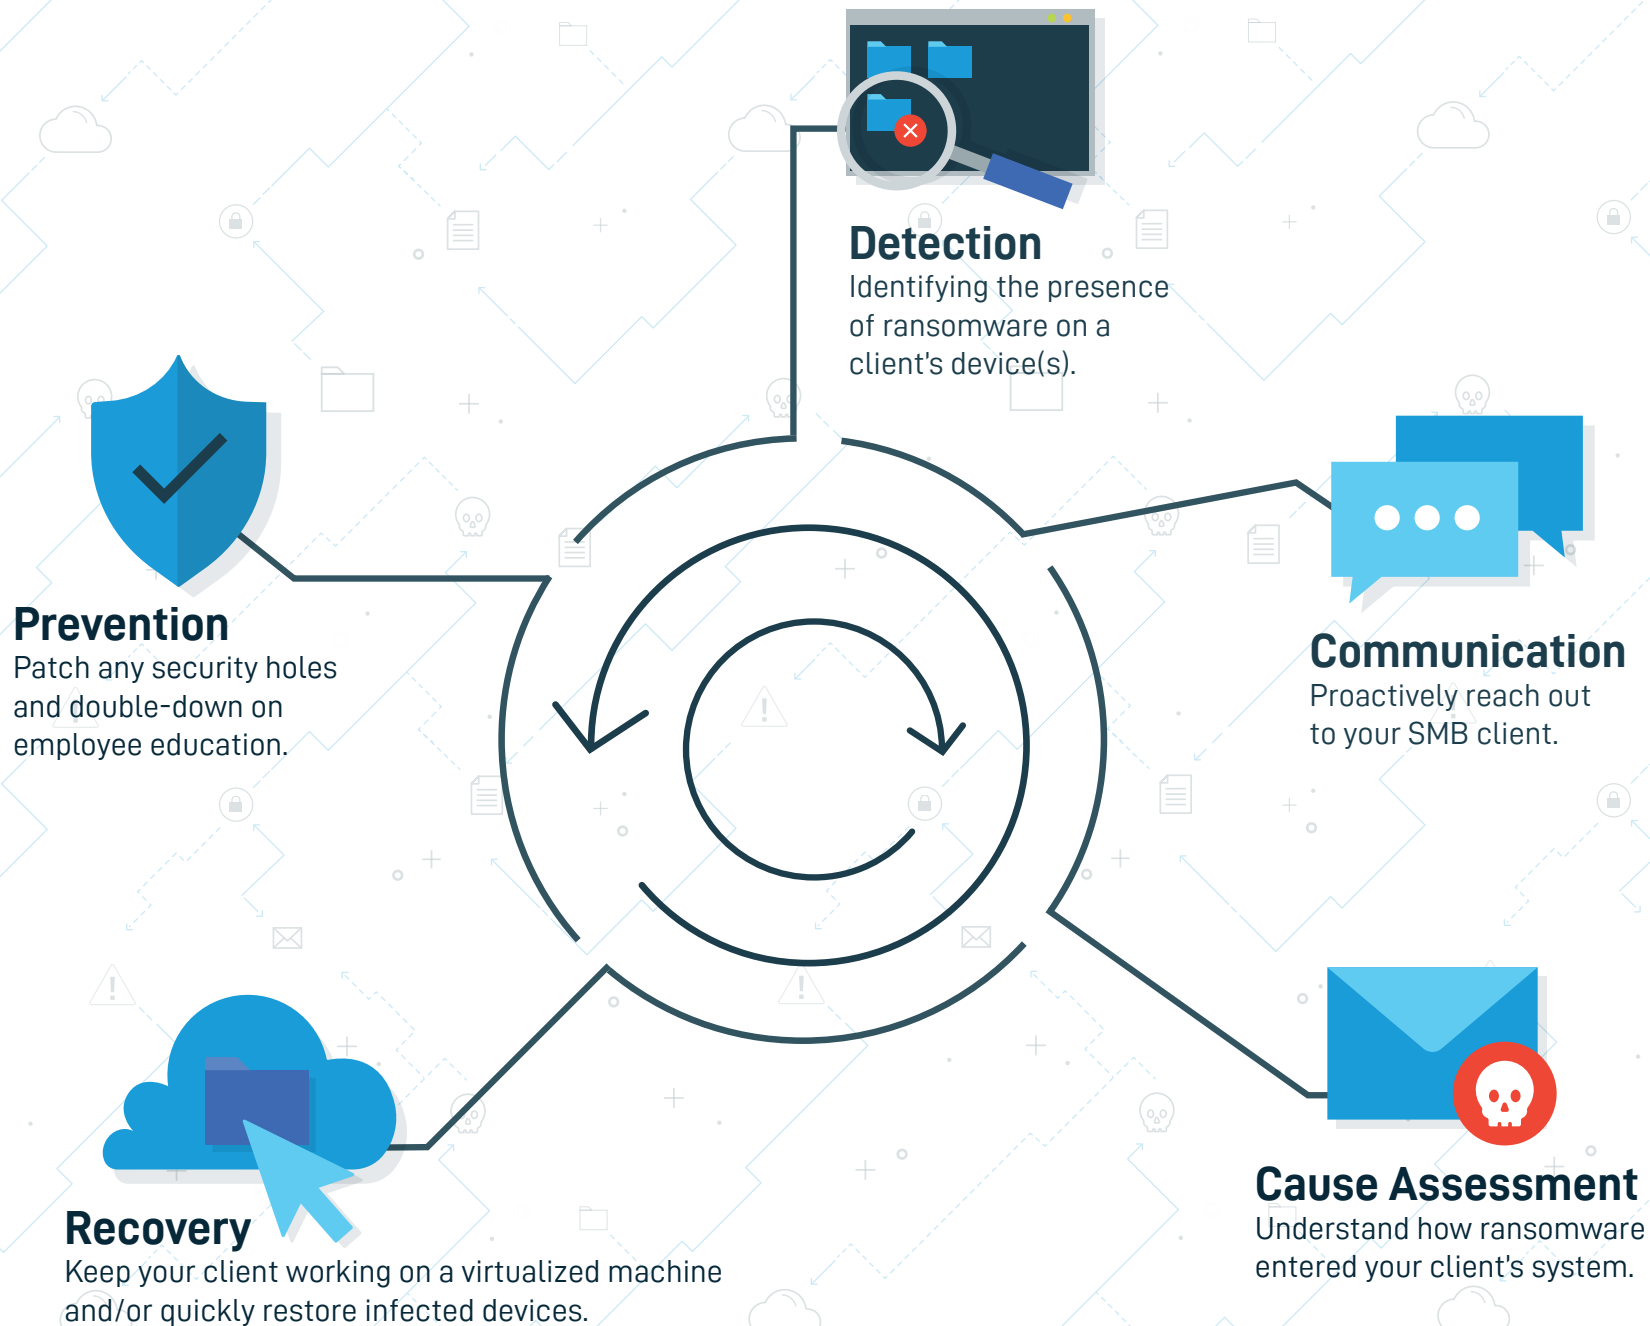 Detection
Identifying the presence
of ransomware on a
client's device(s).
Communication
Proactively reach out
to your SMB client.
Cause Assessment
Understand how ransomware
entered your client's system.
Recovery
Keep your client working on a virtualized machine
and/or quickly restore infected devices.
Prevention
Patch any security holes
and double-down on
employee education.